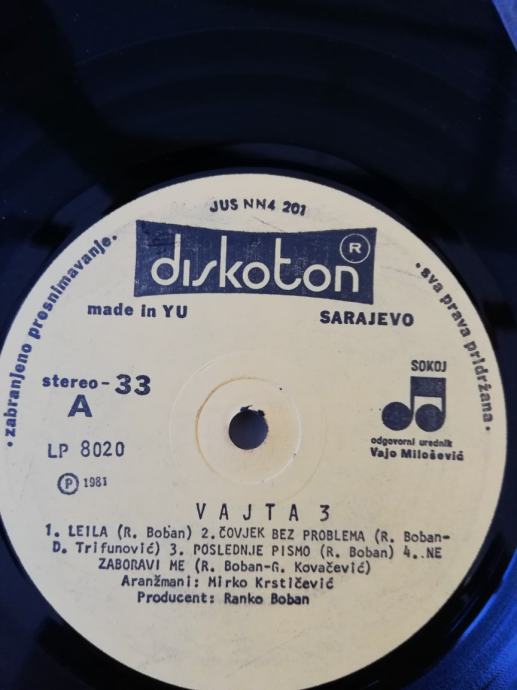 JUS NN4 201
diskoton ®
made in YU
SARAJEVO
· zabranjeno presnimavanje ·
· sva prava pridržana ·
stereo - 33
A
LP 8020
℗ 1981
SOKOJ
odgovorni urednik
Vajo Milošević
VAJTA 3
1. LEILA (R. Boban) 2. ČOVJEK BEZ PROBLEMA (R. Boban-
D. Trifunović) 3. POSLEDNJE PISMO (R. Boban) 4. .NE
ZABORAVI ME (R. Boban-G. Kovačević)
Aranžmani: Mirko Krstičević
Producent: Ranko Boban